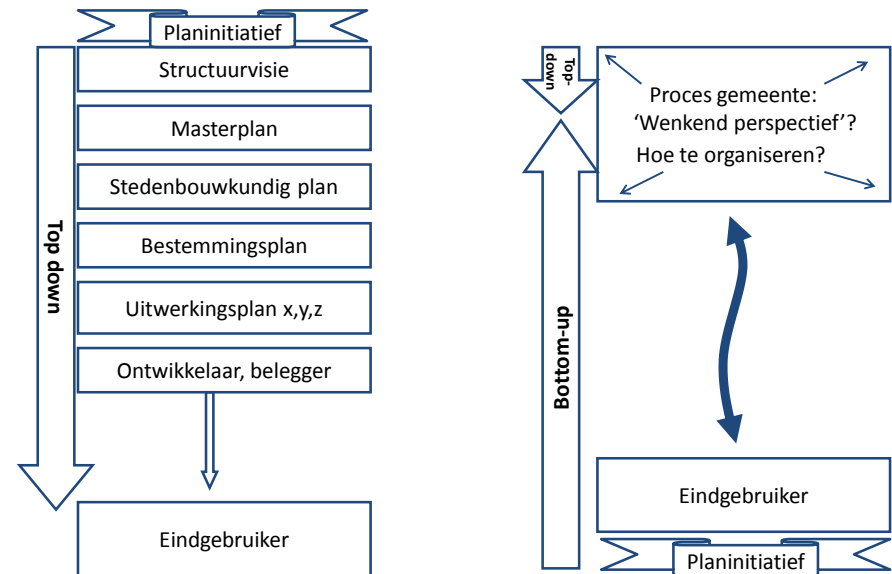 Planinitiatief
Structuurvisie
Masterplan
Stedenbouwkundig plan
Bestemmingsplan
Uitwerkingsplan x,y,z
Ontwikkelaar, belegger
Eindgebruiker
Top down
Top-
down
Proces gemeente:
‘Wenkend perspectief’?
Hoe te organiseren?
Bottom-up
Eindgebruiker
Planinitiatief